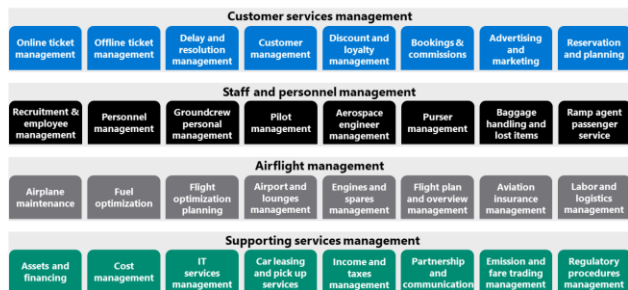 Customer services management
Online ticket
management
Offline ticket
management
Delay and
resolution
management
Customer
management
Discount and
loyalty
management
Bookings &
commissions
Advertising
and
marketing
Reservation
and planning
Staff and personnel management
Recruitment &
employee
management
Personnel
management
Groundcrew
personal
management
Pilot
management
Aerospace
engineer
management
Purser
management
Baggage
handling and
lost items
Ramp agent
passenger
service
Airflight management
Airplane
maintenance
Fuel
optimization
Flight
optimization
planning
Airport and
lounges
management
Engines and
spares
management
Flight plan
and overview
management
Aviation
insurance
management
Labor and
logistics
management
Supporting services management
Assets and
financing
Cost
management
IT
services
management
Car leasing
and pick up
services
Income and
taxes
management
Partnership
and
communication
Emission and
fare trading
management
Regulatory
procedures
management